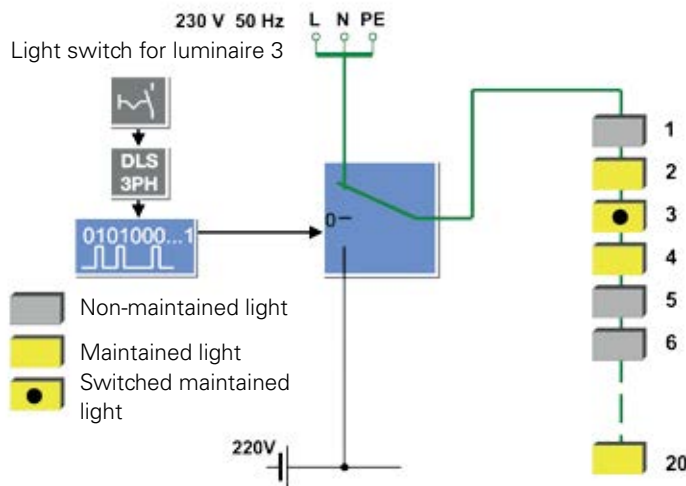 230 V 50 Hz L N PE
Light switch for luminaire 3
DLS
3PH
0101000...1
0
Non-maintained light
Maintained light
Switched maintained
light
220V
1
2
3
4
5
6
20